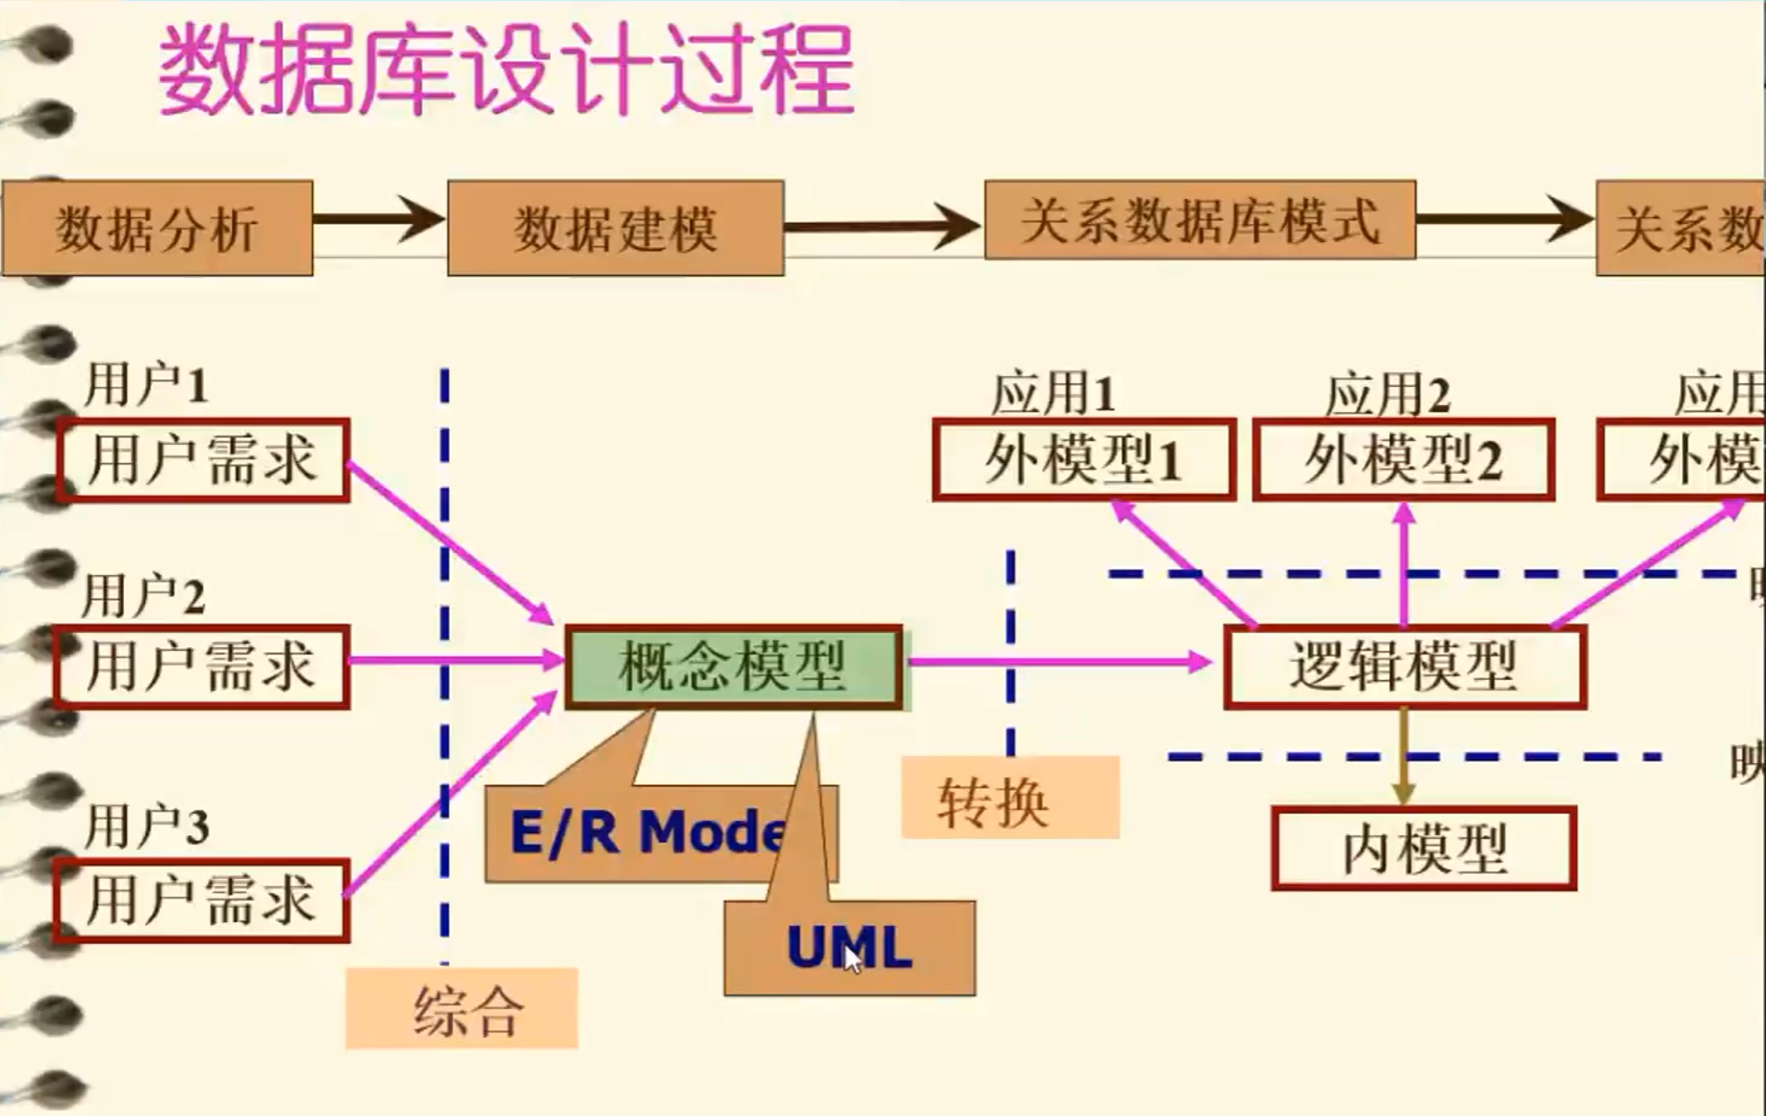 数据库设计过程
数据分析
数据建模
关系数据库模式
关系数
用户1
用户需求
应用1
外模型1
应用2
外模型2
应用
外模
用户2
用户需求
概念模型
逻辑模型
E/R Mode
转换
内模型
用户3
用户需求
UML
综合